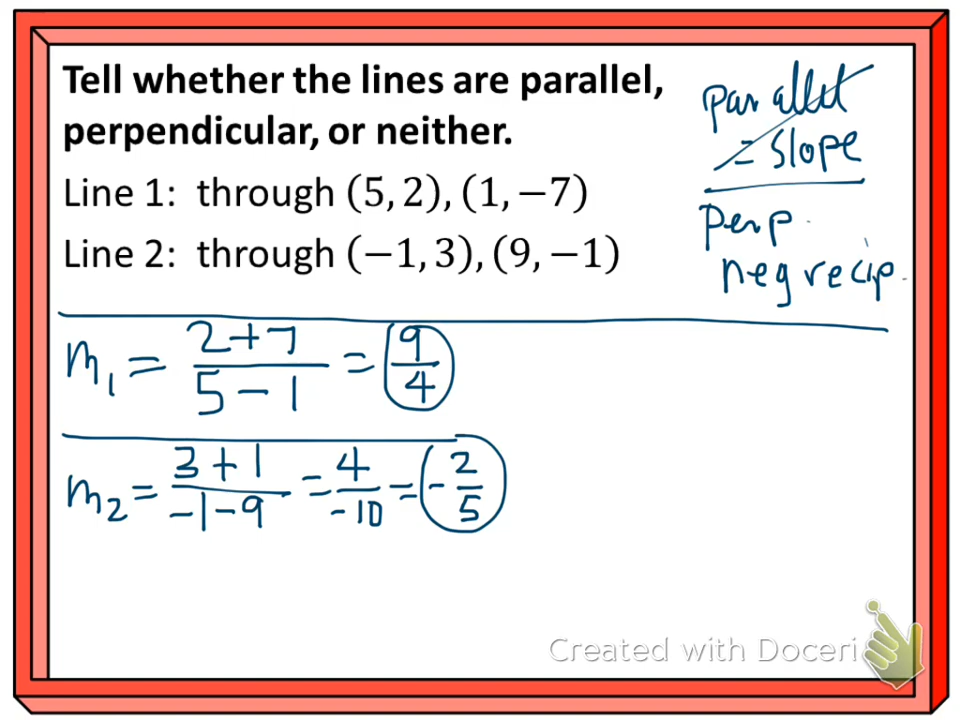 Tell whether the lines are parallel,
perpendicular, or neither.
Line 1: through (5, 2), (1, −7)
Line 2: through (−1, 3), (9, −1)
parallel
= slope
perp
neg recip.
m₁ = (2+7)/(5−1) = 9/4
m₂ = (3+1)/(−1−9) = 4/−10 = −2/5
Created with Doceri